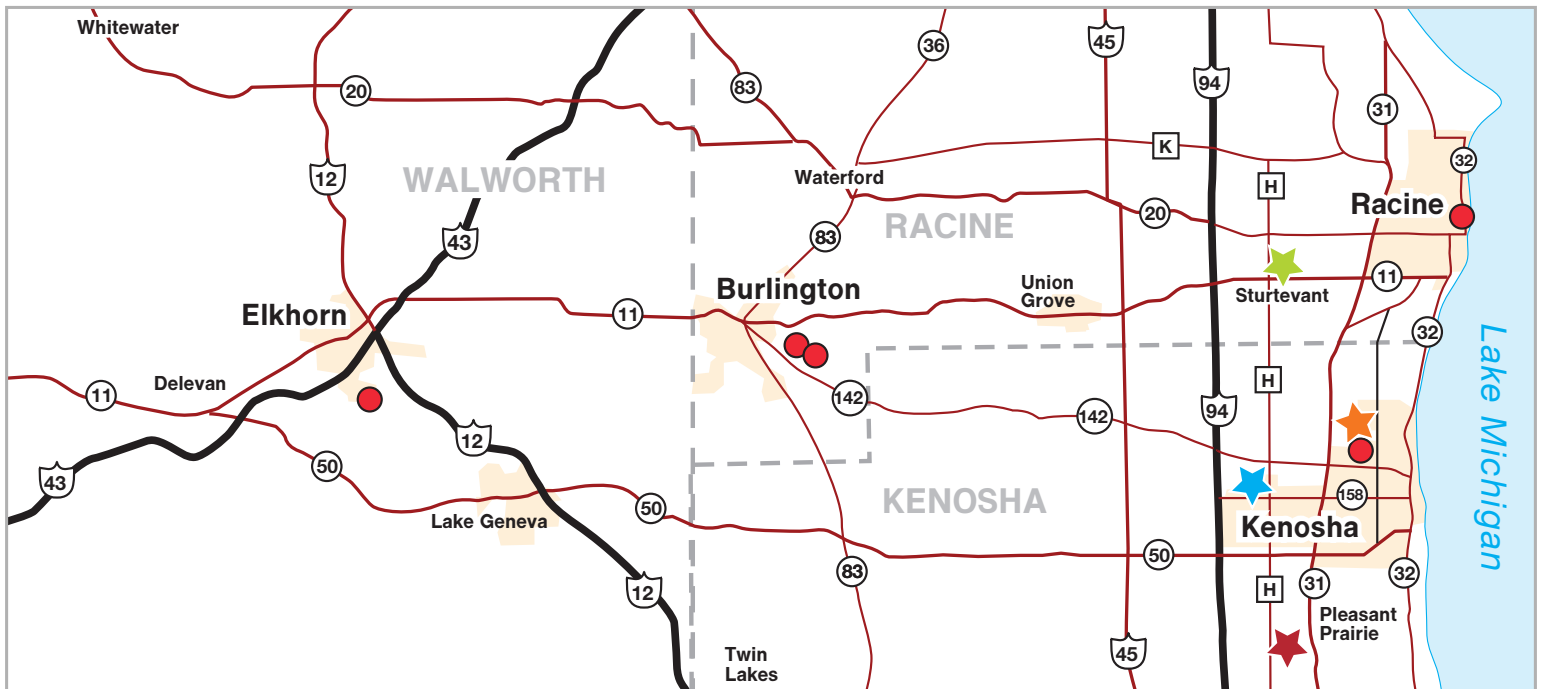 Whitewater
36
45
94
83
20
31
K
32
12
WALWORTH
Waterford
H
Racine
20
RACINE
83
43
11
Burlington
Union
Grove
Sturtevant
Elkhorn
11
32
Lake Michigan
Delevan
11
142
H
94
142
12
50
43
158
Lake Geneva
50
KENOSHA
Kenosha
50
83
12
H
31
32
Pleasant
Prairie
Twin
Lakes
45